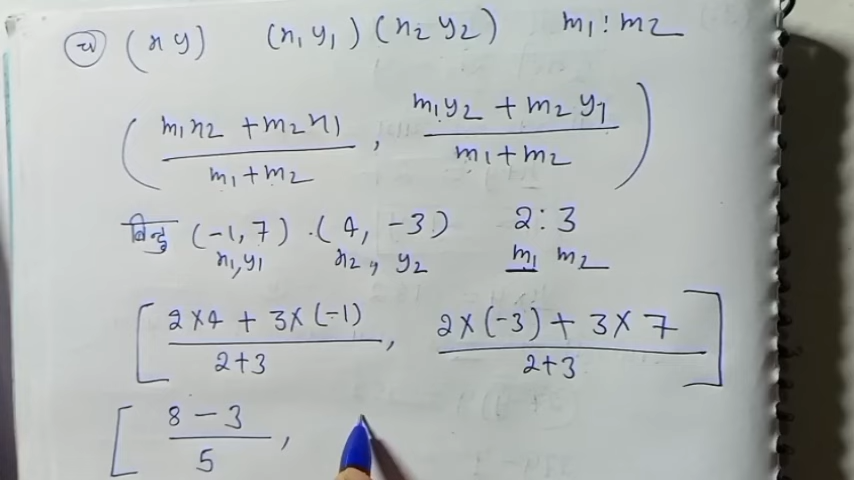 (य) (x y) (x₁ y₁) (x₂ y₂) m₁ : m₂
( (m₁x₂ + m₂x₁)/(m₁+m₂) , (m₁y₂ + m₂y₁)/(m₁+m₂) )
बिन्दु (-1, 7) . (4, -3) 2 : 3
x₁, y₁ x₂, y₂ m₁ m₂
[ (2×4 + 3×(-1))/(2+3) , (2×(-3) + 3×7)/(2+3) ]
[ (8 - 3)/5 ,